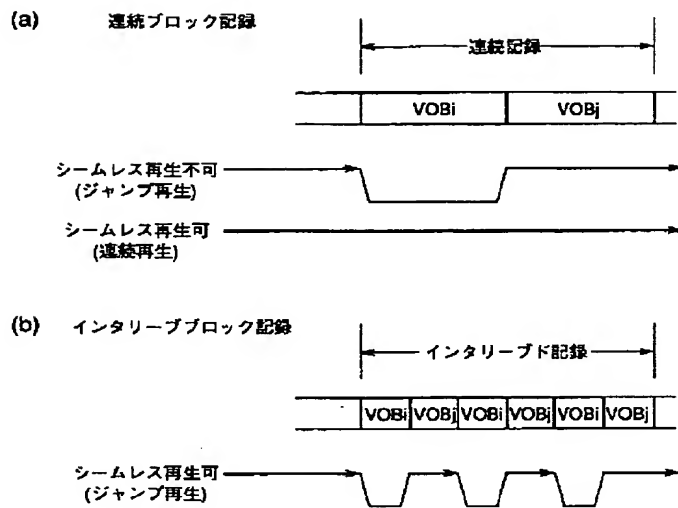 (a) 連続ブロック記録
連続記録
VOBi VOBj
シームレス再生不可
(ジャンプ再生)
シームレス再生可
(連続再生)
(b) インタリーブブロック記録
インタリーブド記録
VOBi VOBj VOBi VOBj VOBi VOBj
シームレス再生可
(ジャンプ再生)